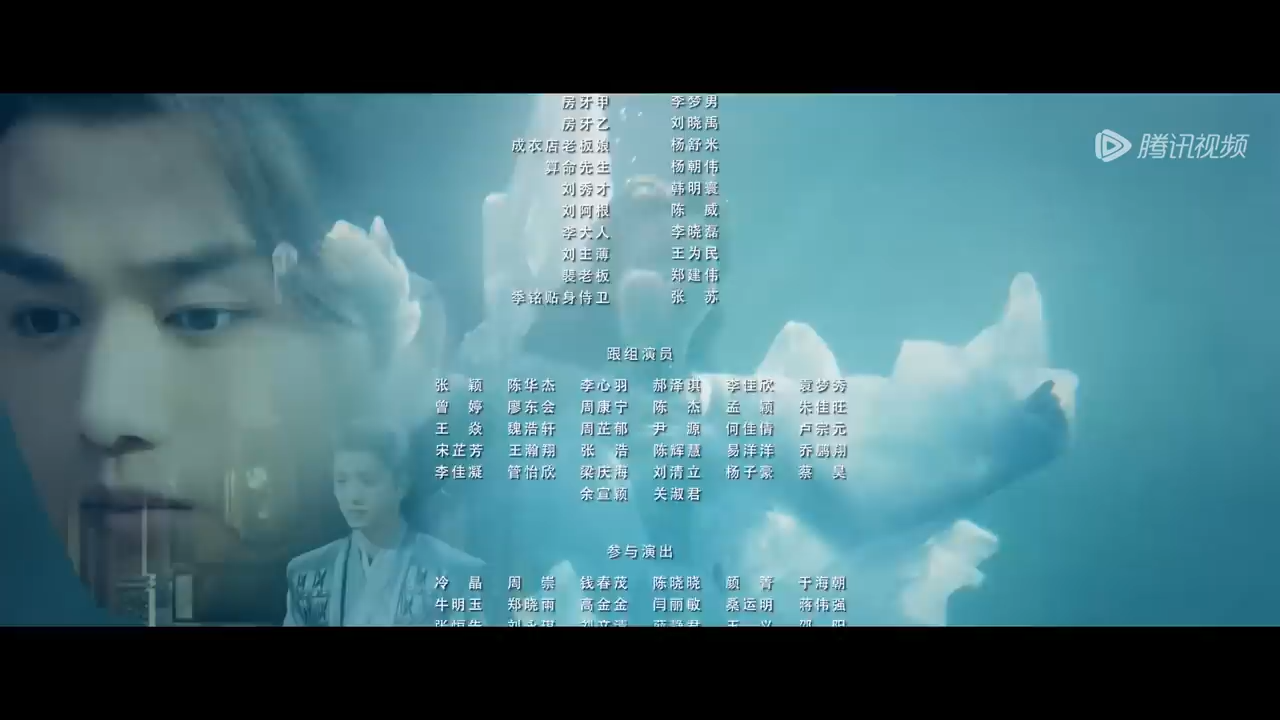 房牙甲 李梦男
腾讯视频
房牙乙 刘晓禹
成衣店老板娘 杨舒米
算命先生 杨朝伟
刘秀才 韩明寰
刘阿根 陈 威
李大人 李晓磊
刘主薄 王为民
裴老板 郑建伟
季铭贴身侍卫 张 苏
跟组演员
张 颖 陈华杰 李心羽 郝泽琪 李佳欣 袁梦秀
曾 婷 廖东会 周康宁 陈 杰 孟 颖 朱佳旺
王 焱 魏浩轩 周芷郁 尹 源 何佳倩 卢宗元
宋芷芳 王瀚翔 张 浩 陈辉慧 易洋洋 乔鹏翔
李佳凝 管怡欣 梁庆海 刘清立 杨子豪 蔡 昊
余宣颖 关淑君
参与演出
冷 晶 周 崇 钱春茂 陈晓晓 颜 菁 于海朝
牛明玉 郑晓雨 高金金 闫丽敏 桑运明 蒋伟强